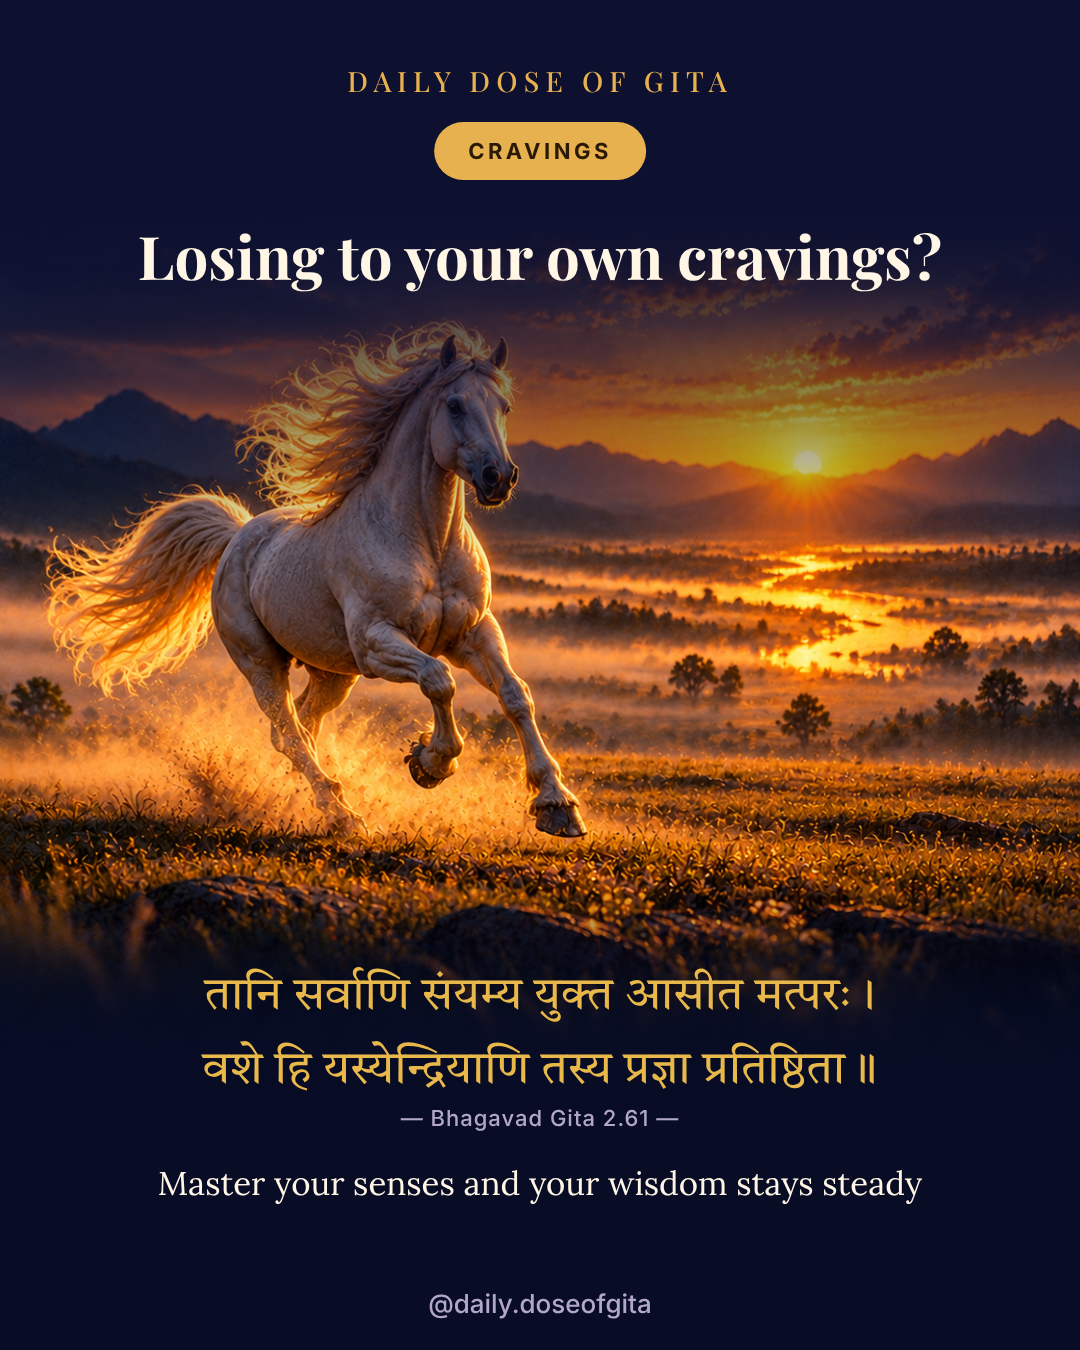 DAILY DOSE OF GITA
CRAVINGS
Losing to your own cravings?
तानि सर्वाणि संयम्य युक्त आसीत मत्परः ।
वशे हि यस्येन्द्रियाणि तस्य प्रज्ञा प्रतिष्ठिता ॥
— Bhagavad Gita 2.61 —
Master your senses and your wisdom stays steady
@daily.doseofgita